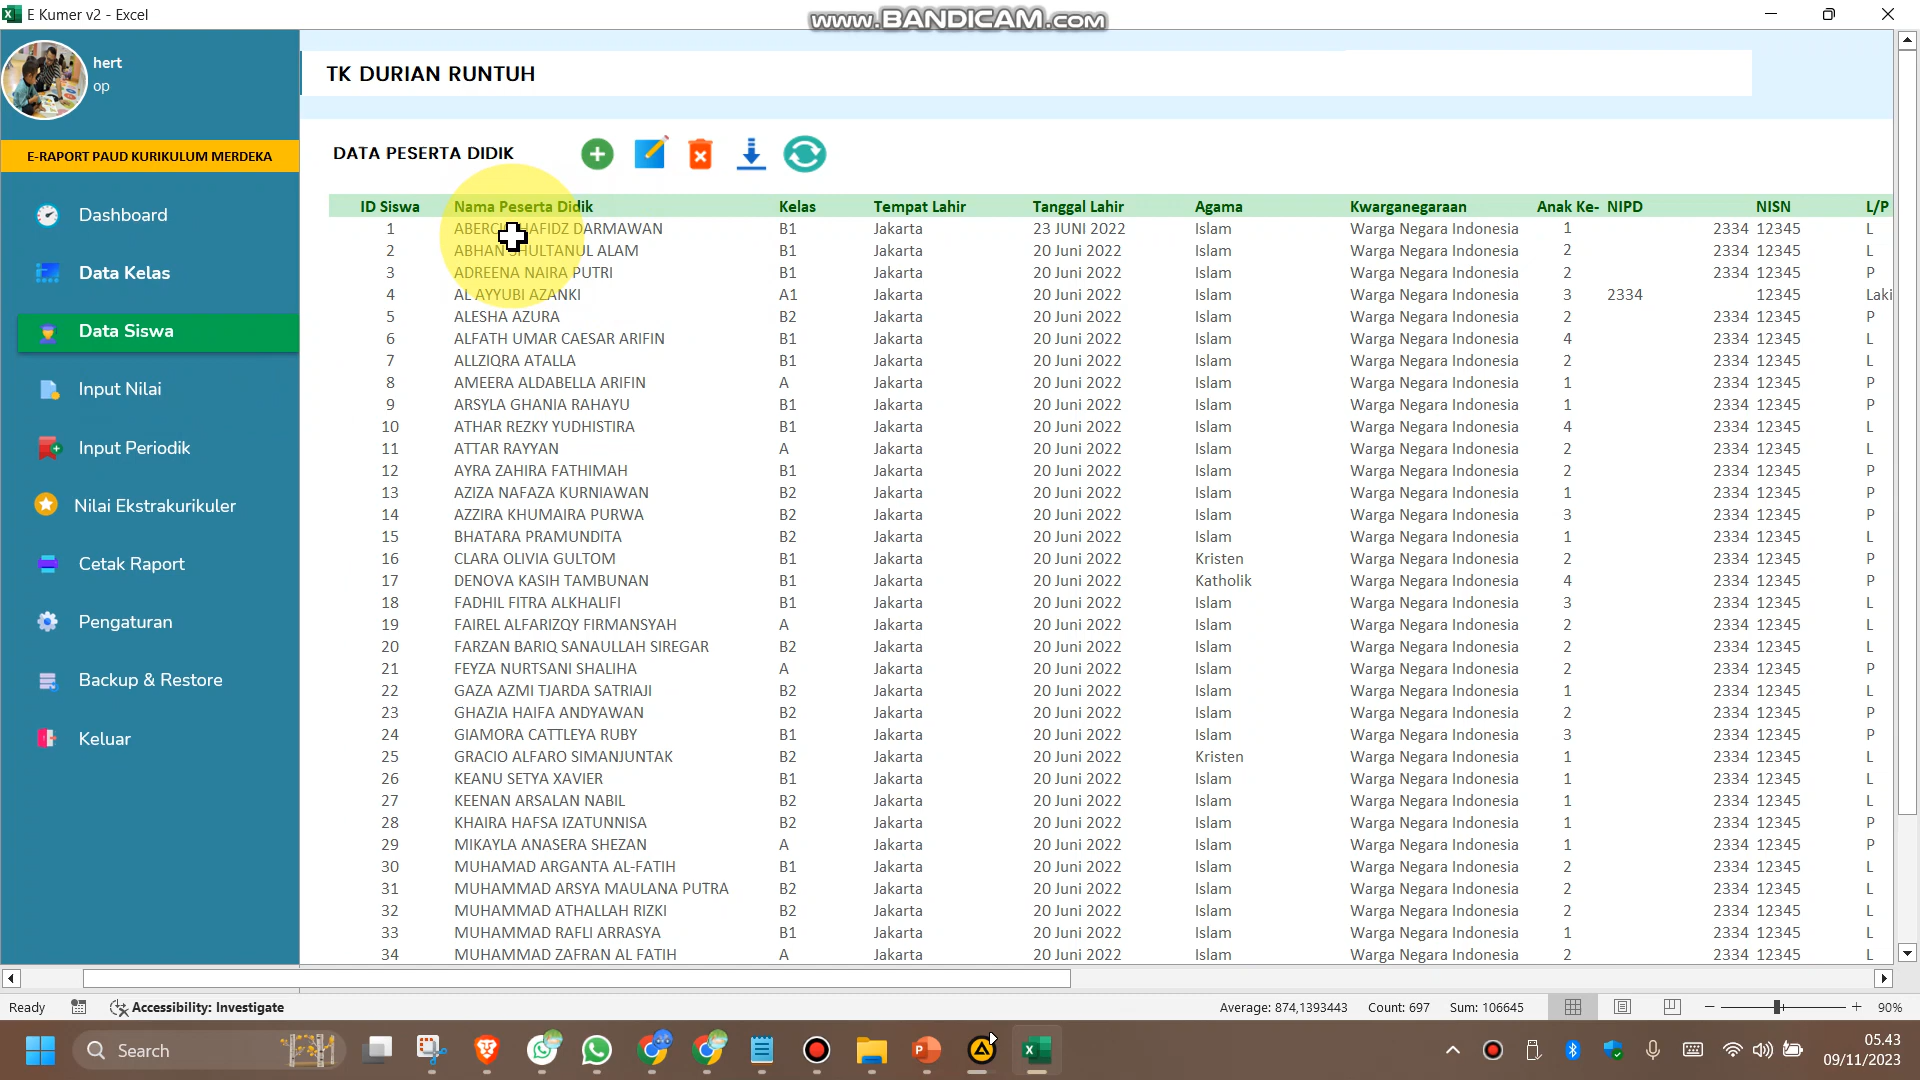 E Kumer v2 - Excel
www.BANDICAM.com
hert
op
TK DURIAN RUNTUH
E-RAPORT PAUD KURIKULUM MERDEKA
Dashboard
Data Kelas
Data Siswa
Input Nilai
Input Periodik
Nilai Ekstrakurikuler
Cetak Raport
Pengaturan
Backup & Restore
Keluar
DATA PESERTA DIDIK
ID Siswa Nama Peserta Didik Kelas Tempat Lahir Tanggal Lahir Agama Kwarganegaraan Anak Ke- NIPD NISN L/P
1 HAFIDZ DARMAWAN B1 Jakarta 23 JUNI 2022 Islam Warga Negara Indonesia 1 2334 12345 L
2 ABHAN SHULTANUL ALAM B1 Jakarta 20 Juni 2022 Islam Warga Negara Indonesia 2 2334 12345 L
3 ADREENA NAIRA PUTRI B1 Jakarta 20 Juni 2022 Islam Warga Negara Indonesia 2 2334 12345 P
4 AL AYYUBI AZANKI A1 Jakarta 20 Juni 2022 Islam Warga Negara Indonesia 3 2334 12345 Laki
5 ALESHA AZURA B2 Jakarta 20 Juni 2022 Islam Warga Negara Indonesia 2 2334 12345 P
6 ALFATH UMAR CAESAR ARIFIN B1 Jakarta 20 Juni 2022 Islam Warga Negara Indonesia 4 2334 12345 L
7 ALLZIQRA ATALLA B1 Jakarta 20 Juni 2022 Islam Warga Negara Indonesia 2 2334 12345 L
8 AMEERA ALDABELLA ARIFIN A Jakarta 20 Juni 2022 Islam Warga Negara Indonesia 1 2334 12345 P
9 ARSYLA GHANIA RAHAYU B1 Jakarta 20 Juni 2022 Islam Warga Negara Indonesia 1 2334 12345 P
10 ATHAR REZKY YUDHISTIRA B1 Jakarta 20 Juni 2022 Islam Warga Negara Indonesia 4 2334 12345 L
11 ATTAR RAYYAN A Jakarta 20 Juni 2022 Islam Warga Negara Indonesia 2 2334 12345 L
12 AYRA ZAHIRA FATHIMAH B1 Jakarta 20 Juni 2022 Islam Warga Negara Indonesia 2 2334 12345 P
13 AZIZA NAFAZA KURNIAWAN B2 Jakarta 20 Juni 2022 Islam Warga Negara Indonesia 1 2334 12345 P
14 AZZIRA KHUMAIRA PURWA B2 Jakarta 20 Juni 2022 Islam Warga Negara Indonesia 3 2334 12345 P
15 BHATARA PRAMUNDITA B2 Jakarta 20 Juni 2022 Islam Warga Negara Indonesia 1 2334 12345 L
16 CLARA OLIVIA GULTOM B1 Jakarta 20 Juni 2022 Kristen Warga Negara Indonesia 2 2334 12345 P
17 DENOVA KASIH TAMBUNAN B1 Jakarta 20 Juni 2022 Katholik Warga Negara Indonesia 4 2334 12345 P
18 FADHIL FITRA ALKHALIFI B1 Jakarta 20 Juni 2022 Islam Warga Negara Indonesia 3 2334 12345 L
19 FAIREL ALFARIZQY FIRMANSYAH A Jakarta 20 Juni 2022 Islam Warga Negara Indonesia 2 2334 12345 L
20 FARZAN BARIQ SANAULLAH SIREGAR B2 Jakarta 20 Juni 2022 Islam Warga Negara Indonesia 2 2334 12345 L
21 FEYZA NURTSANI SHALIHA A Jakarta 20 Juni 2022 Islam Warga Negara Indonesia 2 2334 12345 P
22 GAZA AZMI TJARDA SATRIAJI B2 Jakarta 20 Juni 2022 Islam Warga Negara Indonesia 1 2334 12345 L
23 GHAZIA HAIFA ANDYAWAN B2 Jakarta 20 Juni 2022 Islam Warga Negara Indonesia 2 2334 12345 P
24 GIAMORA CATTLEYA RUBY B1 Jakarta 20 Juni 2022 Islam Warga Negara Indonesia 3 2334 12345 P
25 GRACIO ALFARO SIMANJUNTAK B2 Jakarta 20 Juni 2022 Kristen Warga Negara Indonesia 1 2334 12345 L
26 KEANU SETYA XAVIER B1 Jakarta 20 Juni 2022 Islam Warga Negara Indonesia 1 2334 12345 L
27 KEENAN ARSALAN NABIL B2 Jakarta 20 Juni 2022 Islam Warga Negara Indonesia 1 2334 12345 L
28 KHAIRA HAFSA IZATUNNISA B2 Jakarta 20 Juni 2022 Islam Warga Negara Indonesia 1 2334 12345 P
29 MIKAYLA ANASERA SHEZAN A Jakarta 20 Juni 2022 Islam Warga Negara Indonesia 1 2334 12345 P
30 MUHAMAD ARGANTA AL-FATIH B1 Jakarta 20 Juni 2022 Islam Warga Negara Indonesia 2 2334 12345 L
31 MUHAMMAD ARSYA MAULANA PUTRA B2 Jakarta 20 Juni 2022 Islam Warga Negara Indonesia 2 2334 12345 L
32 MUHAMMAD ATHALLAH RIZKI B2 Jakarta 20 Juni 2022 Islam Warga Negara Indonesia 2 2334 12345 L
33 MUHAMMAD RAFLI ARRASYA B1 Jakarta 20 Juni 2022 Islam Warga Negara Indonesia 1 2334 12345 L
34 MUHAMMAD ZAFRAN AL FATIH A Jakarta 20 Juni 2022 Islam Warga Negara Indonesia 2 2334 12345 L
Ready Accessibility: Investigate Average: 874,1393443 Count: 697 Sum: 106645 90%
Search
05.43
09/11/2023